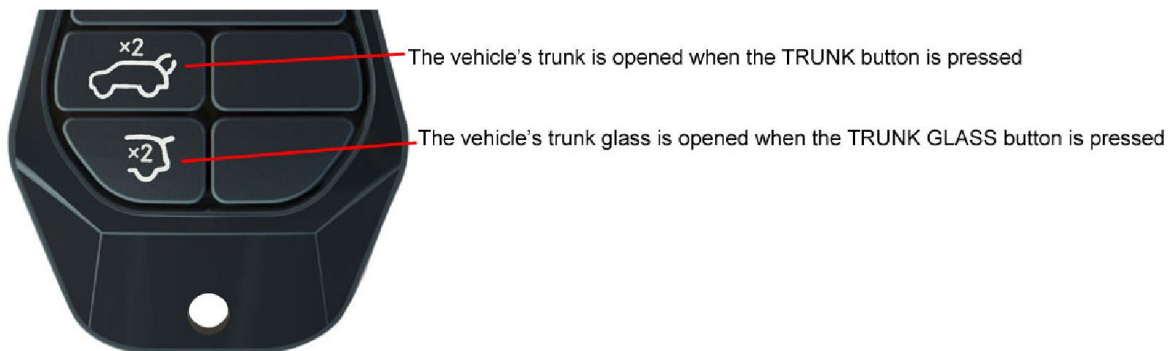 ×2
The vehicle’s trunk is opened when the TRUNK button is pressed
×2
The vehicle’s trunk glass is opened when the TRUNK GLASS button is pressed